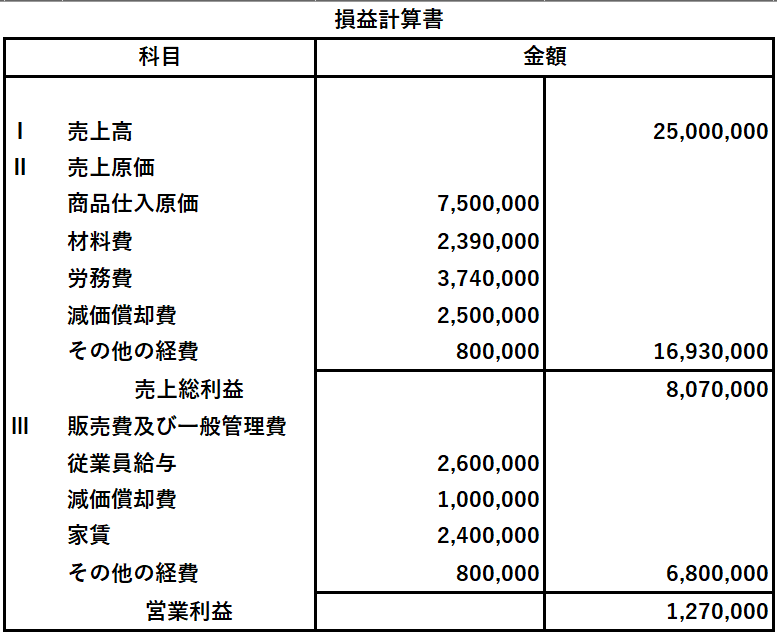 損益計算書
科目 金額
Ⅰ 売上高 25,000,000
Ⅱ 売上原価
商品仕入原価 7,500,000
材料費 2,390,000
労務費 3,740,000
減価償却費 2,500,000
その他の経費 800,000 16,930,000
売上総利益 8,070,000
Ⅲ 販売費及び一般管理費
従業員給与 2,600,000
減価償却費 1,000,000
家賃 2,400,000
その他の経費 800,000 6,800,000
営業利益 1,270,000